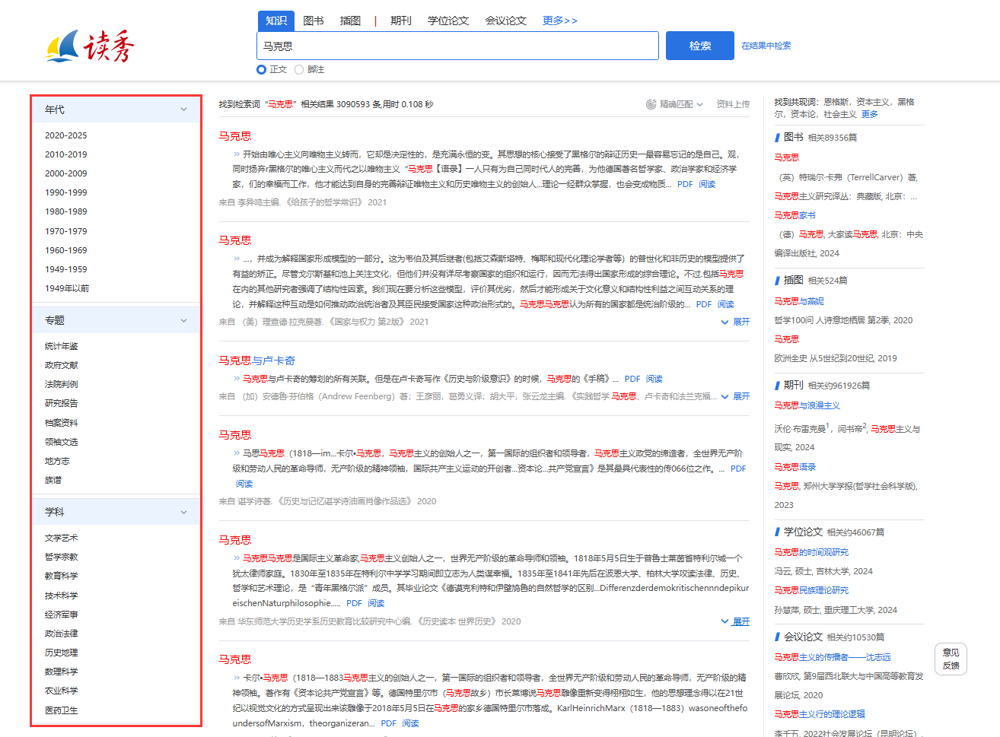 读秀
知识 图书 插图 | 期刊 学位论文 会议论文 更多>>
马克思
检索 在结果中检索
正文 脚注
年代
2020-2025
2010-2019
2000-2009
1990-1999
1980-1989
1970-1979
1960-1969
1949-1959
1949年以前
专题
统计年鉴
政府文献
法院判例
研究报告
档案资料
领袖文选
地方志
族谱
学科
文学艺术
哲学宗教
教育科学
技术科学
经济军事
政治法律
历史地理
数理科学
农业科学
医药卫生
找到检索词“马克思”相关结果 3090593 条,用时 0.108 秒 精确匹配 资料上传
马克思
» 开始由唯心主义向唯物主义转而，它却是决定性的，是充满永恒的变。其思想的核心接受了黑格尔的辩证历史一最容易忘记的是自己。观，
同时扬弃r黑格尔的唯心主义而代之以唯物主义“马克思【语录】一人只有为自己同时代人的完善，为他德国著名哲学家、政治学家和经济学
家，们的幸福而工作，他才能达到自身的完善辩证唯物主义和历史唯物主义的创始人...理论一经群众掌握，也会变成物质... PDF 阅读
来自 李异鸣主编. 《给孩子的哲学常识》 2021
马克思
» ...，并成为解释国家形成模型的一部分。这为韦伯及其后继者(包括艾森斯塔特、梅耶和现代化理论学者等）的普世化和非历史的模型提供了
有益的矫正。尽管戈尔斯基和池上关注文化，但他们并没有详尽考察国家的组织和运行，因而无法得出国家形成的综合理论。不过.包括马克思
在内的其他研究者强调了结构性因素。我们现在要分析这些模型，评价其优劣，然后才能形成关于文化意义和结构性利益之间互动关系的理
论，并解释这种互动是如何推动政治统治者及其臣民接受国家这种政治形式的。马克思马克思认为所有的国家都是统治阶级的... PDF 阅读
来自 （美）理查德·拉克曼著. 《国家与权力 第2版》 2021 展开
马克思与卢卡奇
» 马克思与卢卡奇的筹划的所有关联。但是在卢卡奇写作《历史与阶级意识》的时候，马克思的《手稿》... PDF 阅读
来自 （加）安德鲁·芬伯格（Andrew Feenberg）著；王彦丽，葛勇义译；胡大平，张云龙主编. 《实践哲学 马克思、卢卡奇和法兰克福... 展开
马克思
» 马思马克思（1818—im...卡尔•马克思，马克思主义的创始人之一，第一国际的组织者和领导者，马克思主义政党的缔造者，全世界无产阶
级和劳动人民的革命导师，无产阶级的精神领袖，国际共产主义运动的开创者...资本论...共产党宣言》是其最具代表性的传066位之作。... PDF
阅读
来自 谌学诗著. 《历史与记忆谌学诗油画肖像作品选》 2020
马克思
» 马克思马克思是国际主义革命家,马克思主义创始人之一，世界无产阶级的革命导师和领袖。1818年5月5日生于普鲁士莱茵省特利尔城一个
犹太律师家庭。1830年至1835年在特利尔中学学习期间即立志为人类谋幸福。1835年至1841年先后在波恩大学、柏林大学攻读法律、历史、
哲学和艺术理论，是“青年黑格尔派”成员。其毕业论文《德谟克利特和伊壁鸠鲁的自然哲学的区别...Differenzderdemokritischennndepikur
eischenNaturphilosophie..... PDF 阅读
来自 华东师范大学历史学系历史教育比较研究中心编. 《历史读本 世界历史》 2020 展开
马克思
» 卡尔•马克思（1818—1883马克思主义的创始人之一，第一国际的组织者和领导者，全世界无产阶级和劳动人民的革命导师，无产阶级的精
神领袖。著作有《资本论共产党宣言》等。德国特里尔市（马克思故乡）市长莱博说马克思雕像重新变得栩栩如生，他的思想理念得以在21世
纪以视觉文化的方式呈现出来该雕像于2018年5月5日在马克思的家乡德国特里尔市落成。KarlHeinrichMarx（1818—1883）wasoneofthefo
undersofMarxism，theorganizeran... PDF 阅读
找到共现词：恩格斯，资本主义，黑格
尔，资本论，社会主义 更多
图书 相关89356篇
马克思
（英）特瑞尔·卡弗（TerrellCarver）著,
马克思主义研究译丛：典藏版, 北京：...
马克思家书
（德）马克思, 大家读马克思, 北京：中央
编译出版社, 2024
插图 相关524篇
马克思与燕妮
哲学100问 人诗意地栖居 第2季, 2020
马克思
欧洲全史 从5世纪到20世纪, 2019
期刊 相关约961926篇
马克思与浪漫主义
沃伦·布雷克曼1，闫书帝2, 马克思主义与
现实, 2024
马克思语录
马克思, 郑州大学学报(哲学社会科学版),
2023
学位论文 相关约46067篇
马克思的时间观研究
冯云, 硕士, 吉林大学, 2024
马克思民族理论研究
孙慧萍, 硕士, 重庆理工大学, 2024
会议论文 相关约10530篇
马克思主义的传播者——沈志远
曹欣欣, 第9届西北联大与中国高等教育发
展论坛, 2020
马克思主义行的理论逻辑
李千五, 2022社会发展论坛（昆明论坛）,
意见
反馈